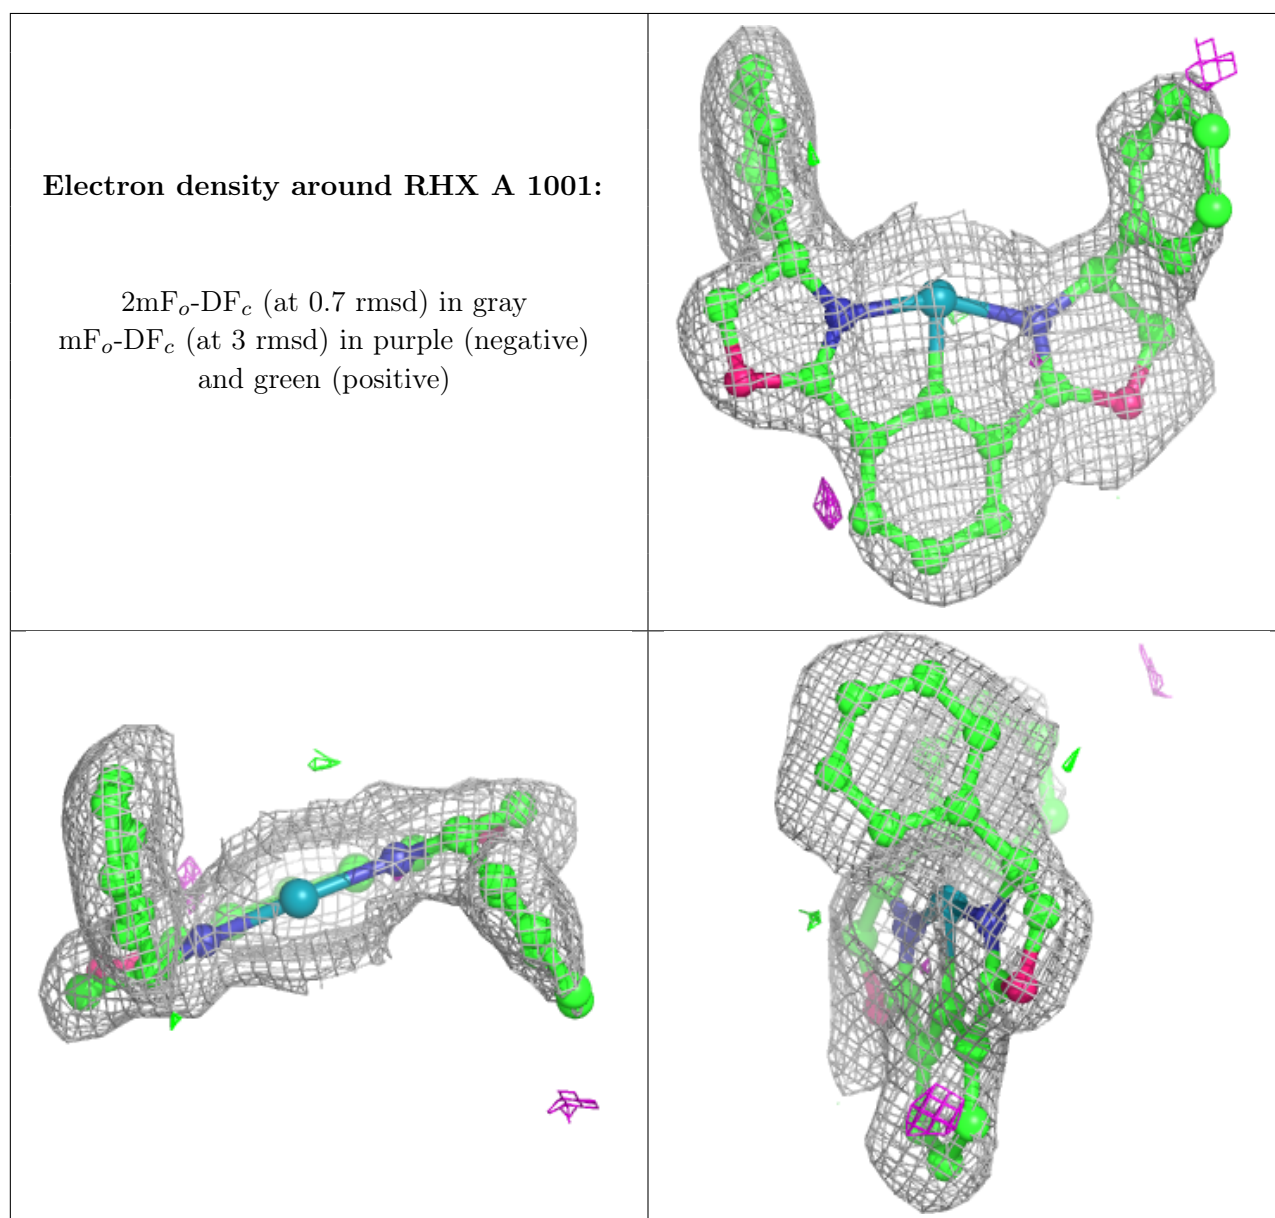 Electron density around RHX A 1001:
2mFo-DFc (at 0.7 rmsd) in gray
mFo-DFc (at 3 rmsd) in purple (negative)
and green (positive)